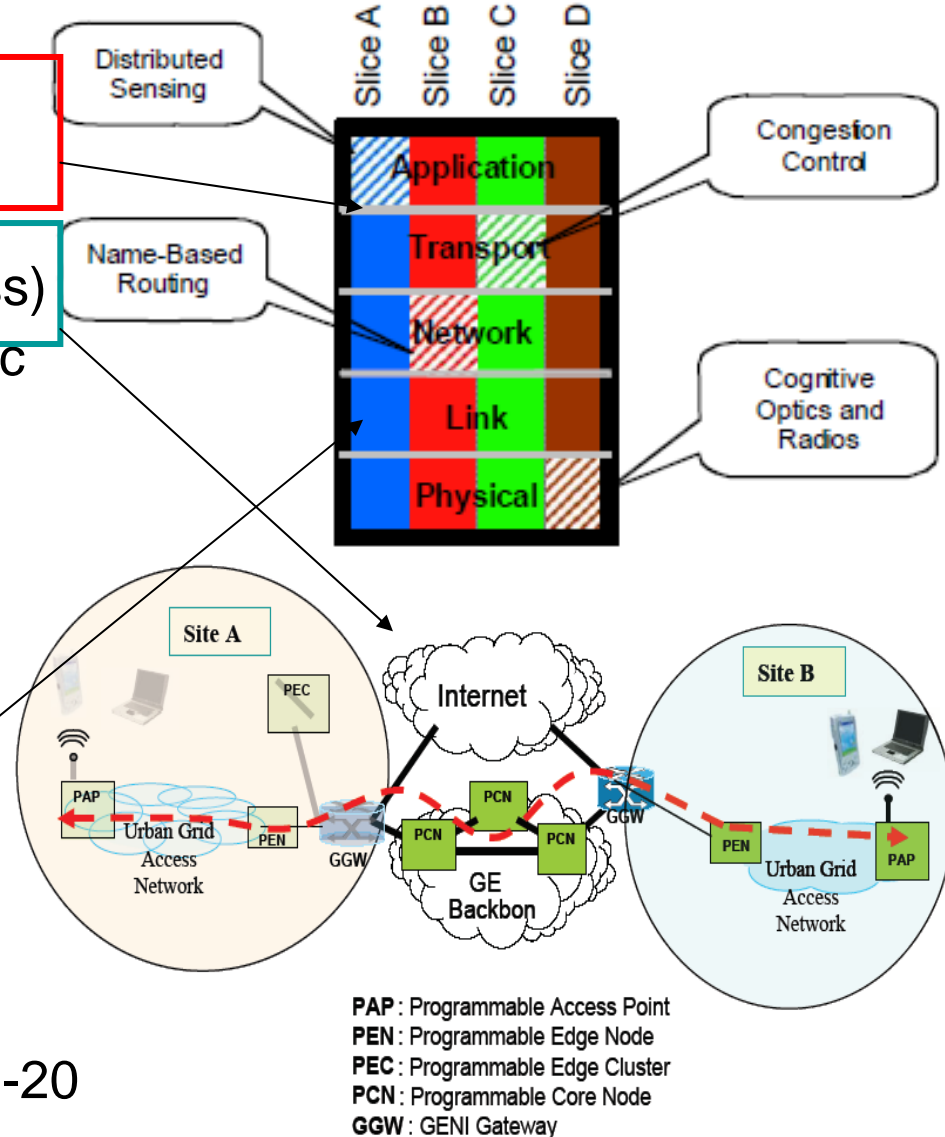 Slice A
Slice B
Slice C
Slice D
Distributed
Sensing
Application
Congestion
Control
Transport
Name-Based
Routing
s)
c
Network
Cognitive
Optics and
Radios
Link
Physical
Site A
PEC
Internet
Site B
PAP
PCN
PCN
PCN
GGW
Urban Grid
Access
Network
PEN
GGW
GE
Backbon
PEN
Urban Grid
Access
Network
PAP
PAP : Programmable Access Point
PEN : Programmable Edge Node
PEC : Programmable Edge Cluster
PCN : Programmable Core Node
GGW : GENI Gateway
-20